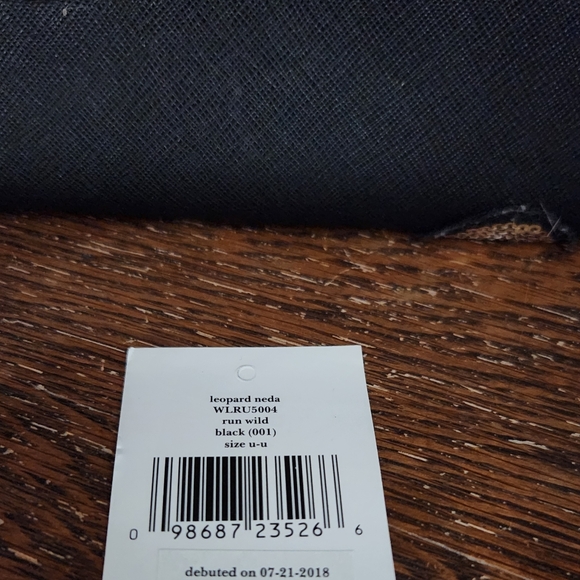 leopard neda
WLRU5004
run wild
black (001)
size u-u
0 98687 23526 6
debuted on 07-21-2018